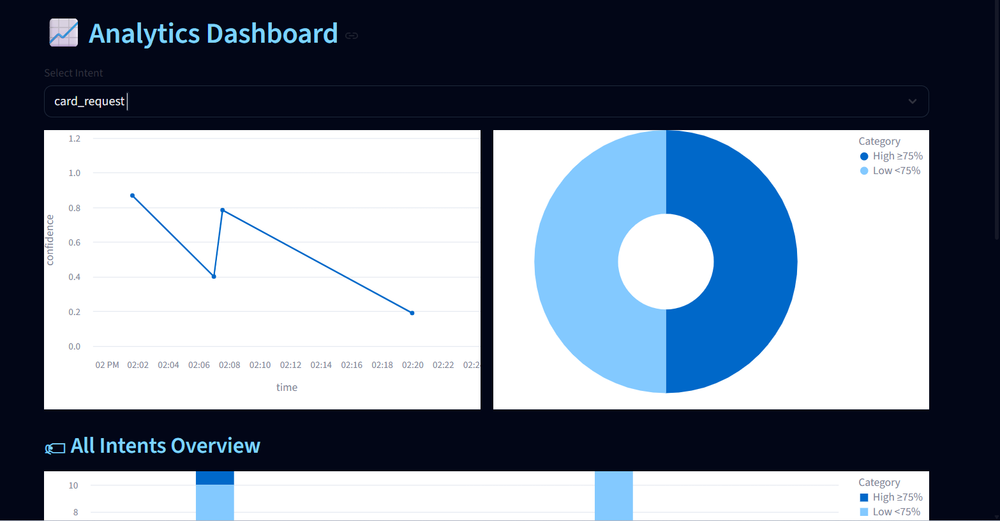 Analytics Dashboard
Select Intent
card_request
1.2
1.0
0.8
0.6
0.4
0.2
0.0
confidence
02 PM 02:02 02:04 02:06 02:08 02:10 02:12 02:14 02:16 02:18 02:20 02:22
time
Category
High ≥75%
Low <75%
All Intents Overview
10
8
Category
High ≥75%
Low <75%